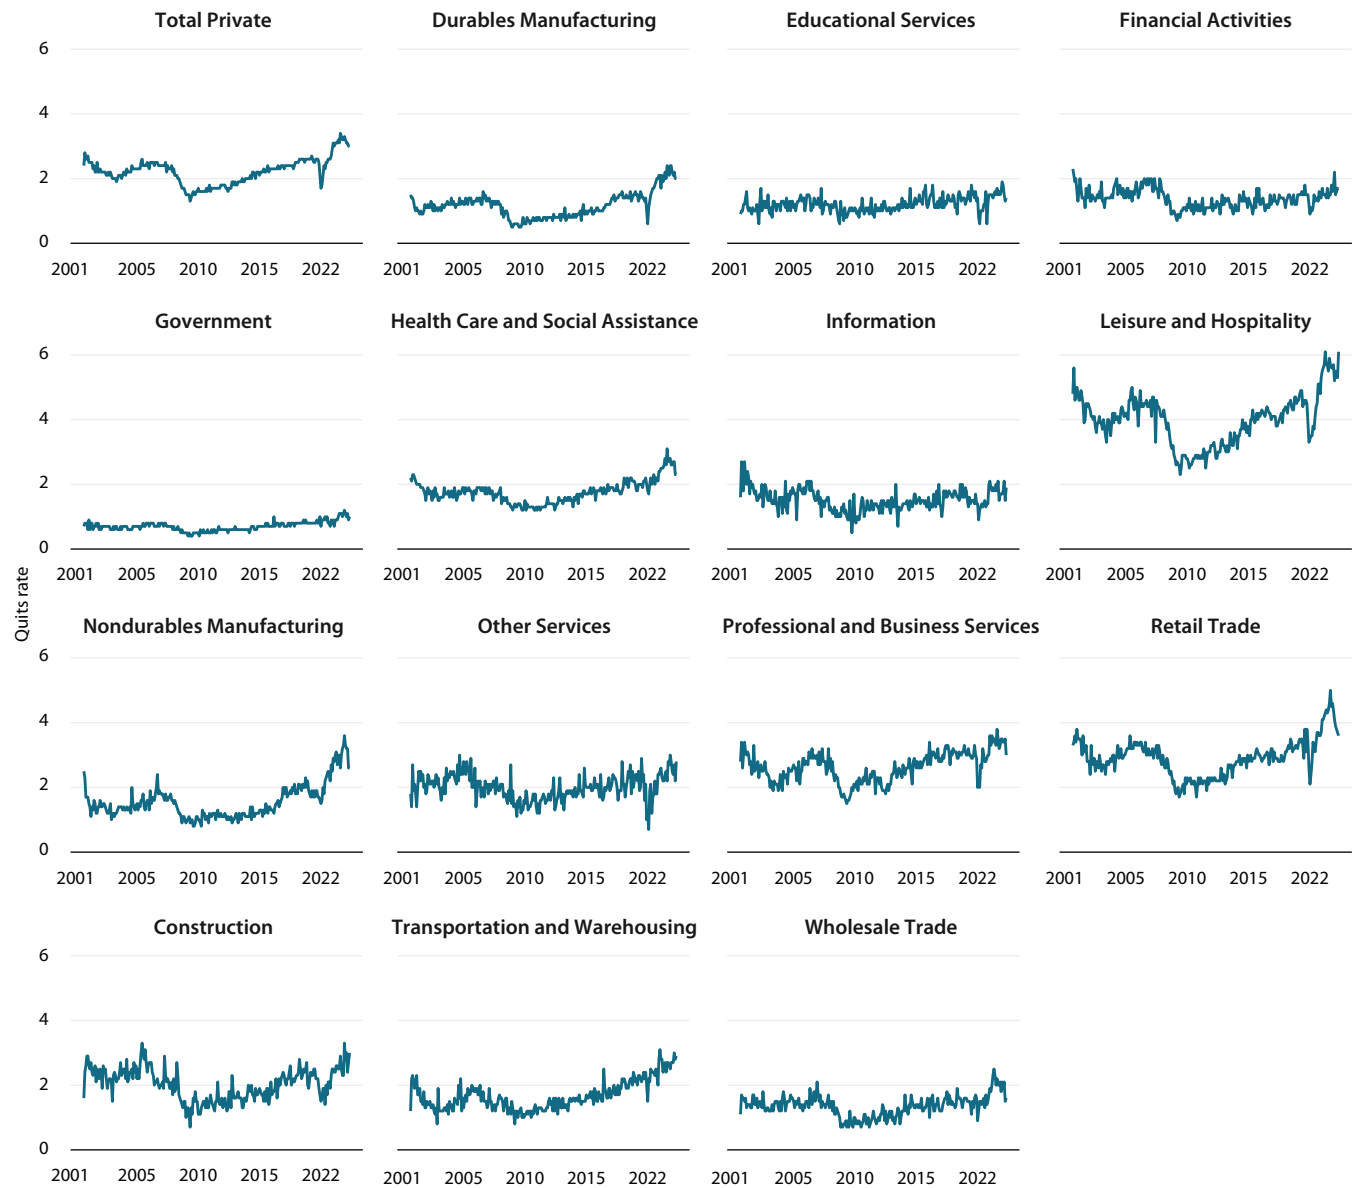 Total Private Durables Manufacturing Educational Services Financial Activities
6
4
2
0
2001 2005 2010 2015 2022 2001 2005 2010 2015 2022 2001 2005 2010 2015 2022 2001 2005 2010 2015 2022
Government Health Care and Social Assistance Information Leisure and Hospitality
6
4
2
0
2001 2005 2010 2015 2022 2001 2005 2010 2015 2022 2001 2005 2010 2015 2022 2001 2005 2010 2015 2022
Quits rate
Nondurables Manufacturing Other Services Professional and Business Services Retail Trade
6
4
2
0
2001 2005 2010 2015 2022 2001 2005 2010 2015 2022 2001 2005 2010 2015 2022 2001 2005 2010 2015 2022
Construction Transportation and Warehousing Wholesale Trade
6
4
2
0
2001 2005 2010 2015 2022 2001 2005 2010 2015 2022 2001 2005 2010 2015 2022